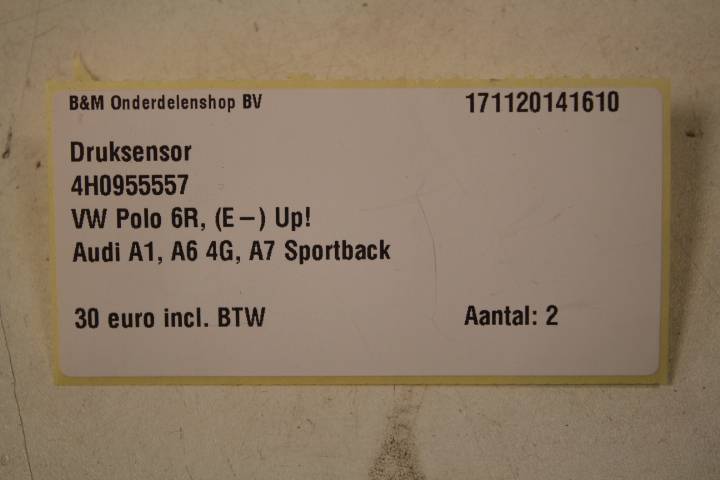 B&M Onderdelenshop BV 171120141610
Druksensor
4H0955557
VW Polo 6R, (E-) Up!
Audi A1, A6 4G, A7 Sportback
30 euro incl. BTW Aantal: 2